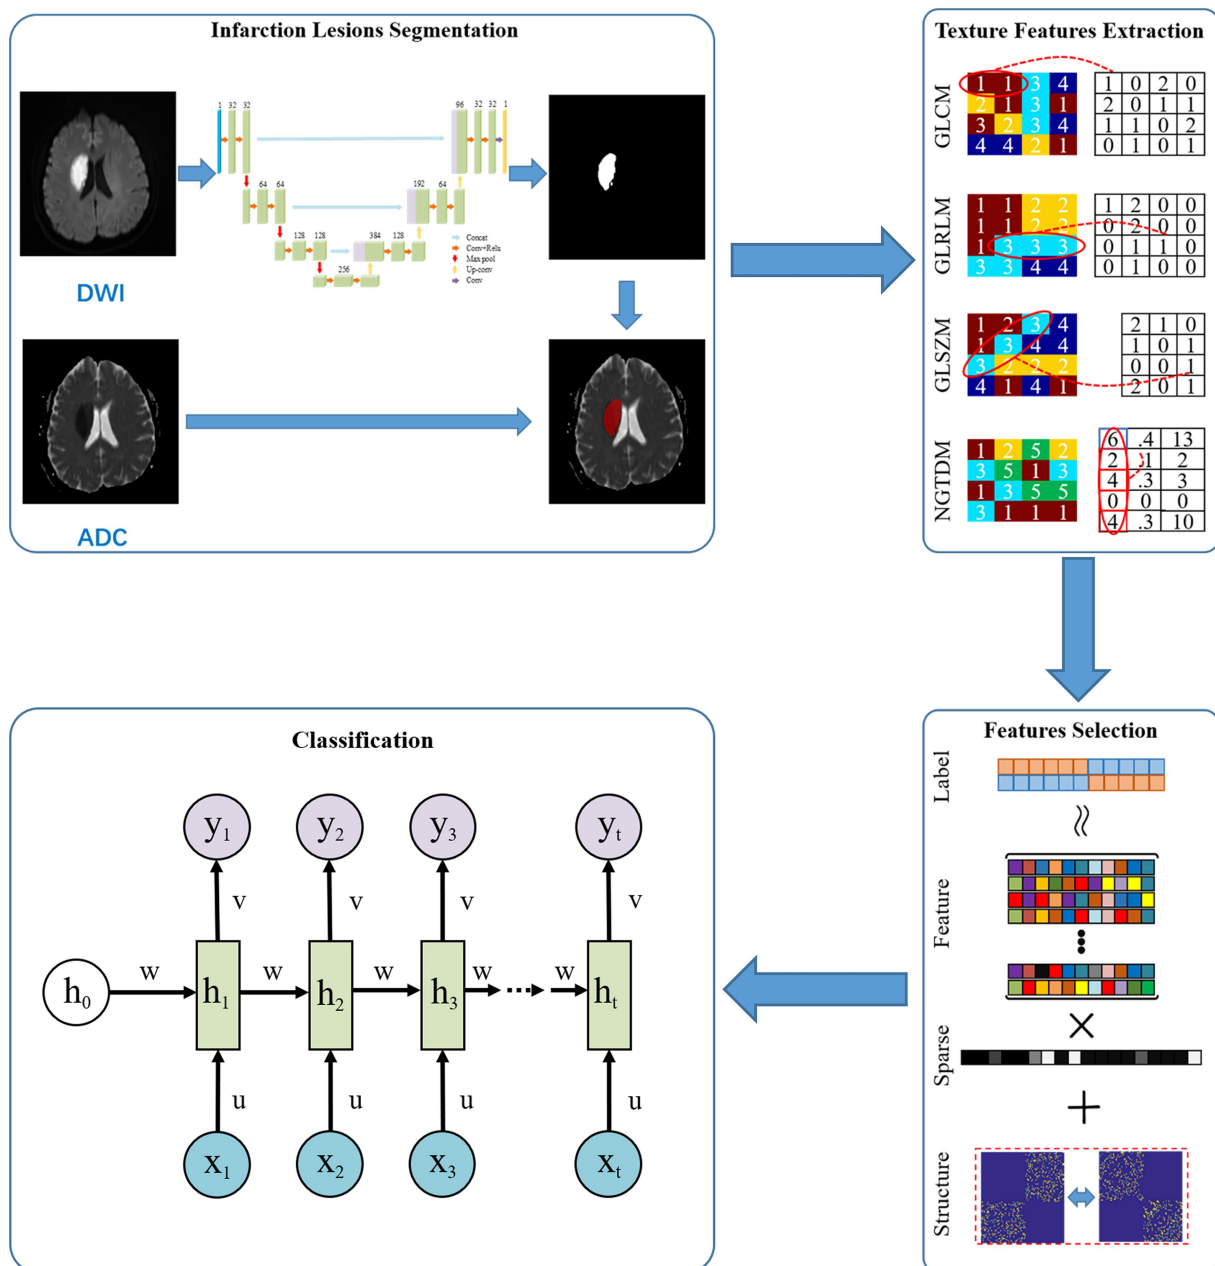 Infarction Lesions Segmentation
1 32 32
96 32 32 1
64 64
192 64
128 128
384 128
256
Concat
Conv+Relu
Max pool
Up-conv
Conv
DWI
ADC
Texture Features Extraction
GLCM
1 1 3 4
2 1 3 1
3 2 3 4
4 4 2 1
1 0 2 0
2 0 1 1
1 1 0 2
0 1 0 1
GLRLM
1 1 2 2
1 1 2 2
1 3 3 3
3 3 4 4
1 2 0 0
0 2 0 0
0 1 1 0
0 1 0 0
GLSZM
1 2 3 4
1 3 4 4
3 2 2 2
4 1 4 1
2 1 0
1 0 1
0 0 1
2 0 1
NGTDM
1 2 5 2
3 5 1 3
1 3 5 5
3 1 1 1
6 .4 13
2 .1 2
4 .3 3
0 0 0
4 .3 10
Features Selection
Label
Feature
Sparse
Structure
Classification
y1 y2 y3 yt
v v v v
w w w w w
h0 h1 h2 h3 ht
u u u u
x1 x2 x3 xt